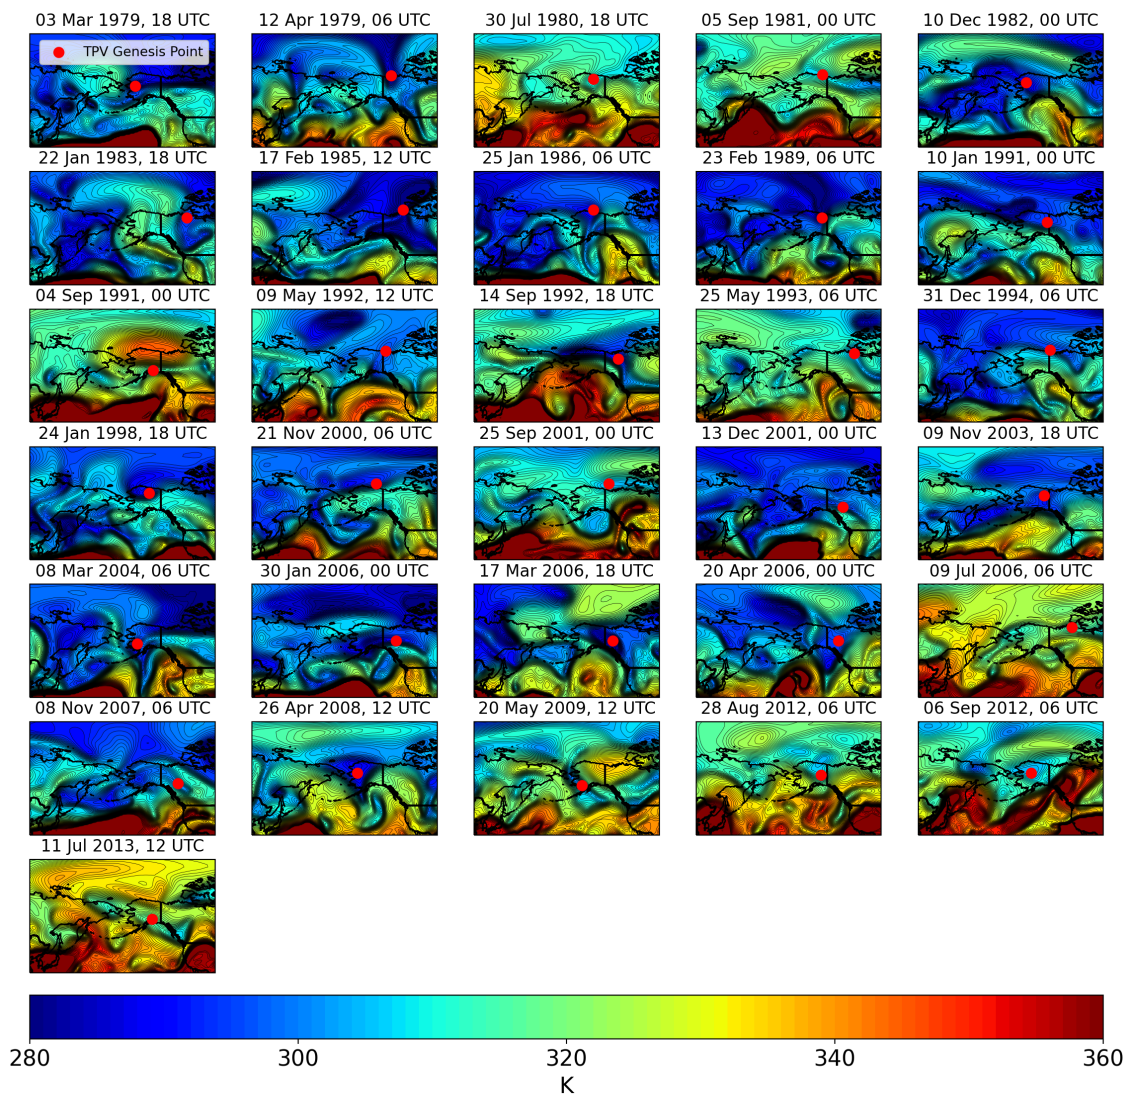 03 Mar 1979, 18 UTC
12 Apr 1979, 06 UTC
30 Jul 1980, 18 UTC
05 Sep 1981, 00 UTC
10 Dec 1982, 00 UTC
TPV Genesis Point
22 Jan 1983, 18 UTC
17 Feb 1985, 12 UTC
25 Jan 1986, 06 UTC
23 Feb 1989, 06 UTC
10 Jan 1991, 00 UTC
04 Sep 1991, 00 UTC
09 May 1992, 12 UTC
14 Sep 1992, 18 UTC
25 May 1993, 06 UTC
31 Dec 1994, 06 UTC
24 Jan 1998, 18 UTC
21 Nov 2000, 06 UTC
25 Sep 2001, 00 UTC
13 Dec 2001, 00 UTC
09 Nov 2003, 18 UTC
08 Mar 2004, 06 UTC
30 Jan 2006, 00 UTC
17 Mar 2006, 18 UTC
20 Apr 2006, 00 UTC
09 Jul 2006, 06 UTC
08 Nov 2007, 06 UTC
26 Apr 2008, 12 UTC
20 May 2009, 12 UTC
28 Aug 2012, 06 UTC
06 Sep 2012, 06 UTC
11 Jul 2013, 12 UTC
280
300
320
340
360
K